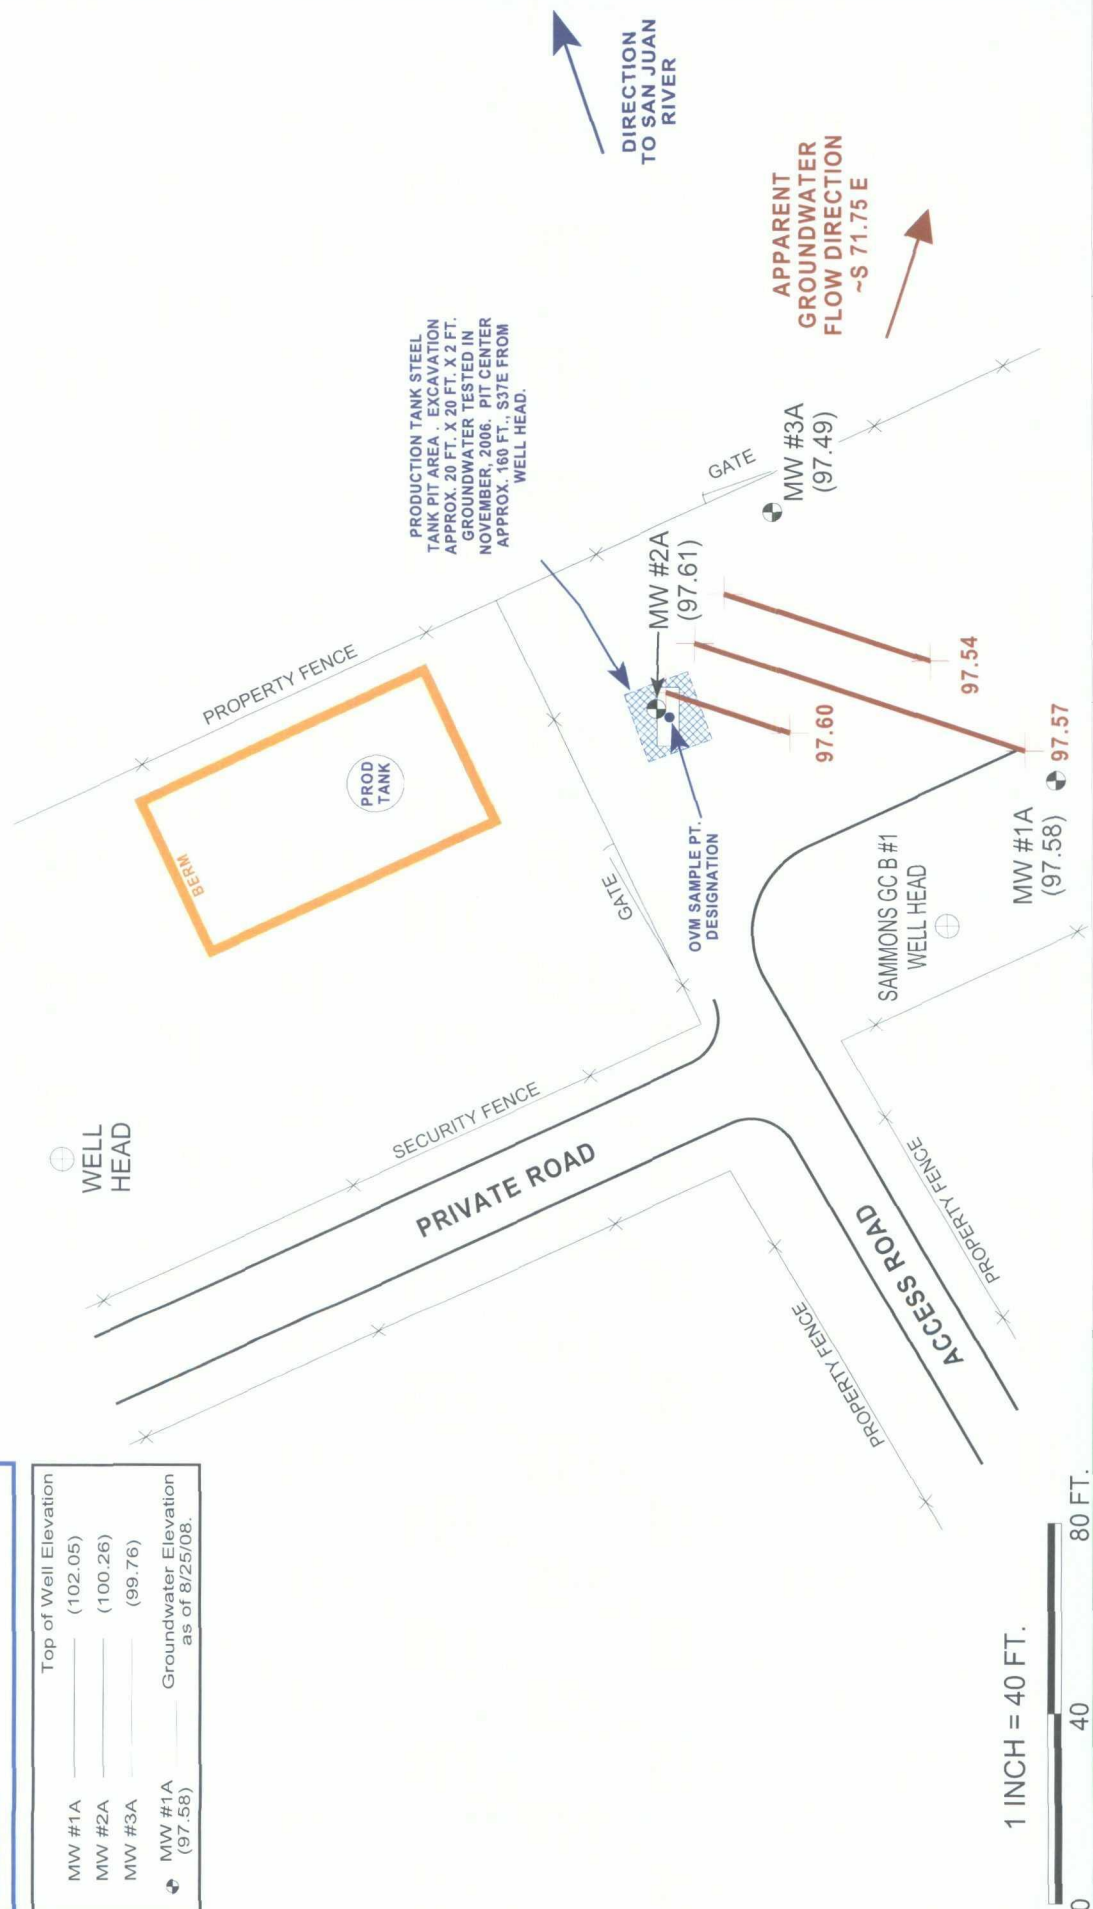 DIRECTION
TO SAN JUAN
RIVER
APPARENT
GROUNDWATER
FLOW DIRECTION
~S 71.75 E
PRODUCTION TANK STEEL
TANK PIT AREA. EXCAVATION
APPROX. 20 FT. X 20 FT. X 2 FT.
GROUNDWATER TESTED IN
NOVEMBER, 2006. PIT CENTER
APPROX. 160 FT., S37E FROM
WELL HEAD.
PROPERTY FENCE
BERM
PROD
TANK
GATE
MW #3A
(97.49)
MW #2A
(97.61)
97.54
97.60
97.57
OVM SAMPLE PT.
DESIGNATION
GATE
MW #1A
(97.58)
SAMMONS GC B #1
WELL HEAD
WELL
HEAD
SECURITY FENCE
PRIVATE ROAD
ACCESS ROAD
PROPERTY FENCE
PROPERTY FENCE
Top of Well Elevation
MW #1A (102.05)
MW #2A (100.26)
MW #3A (99.76)
MW #1A Groundwater Elevation
(97.58) as of 8/25/08.
1 INCH = 40 FT.
0 40 80 FT.